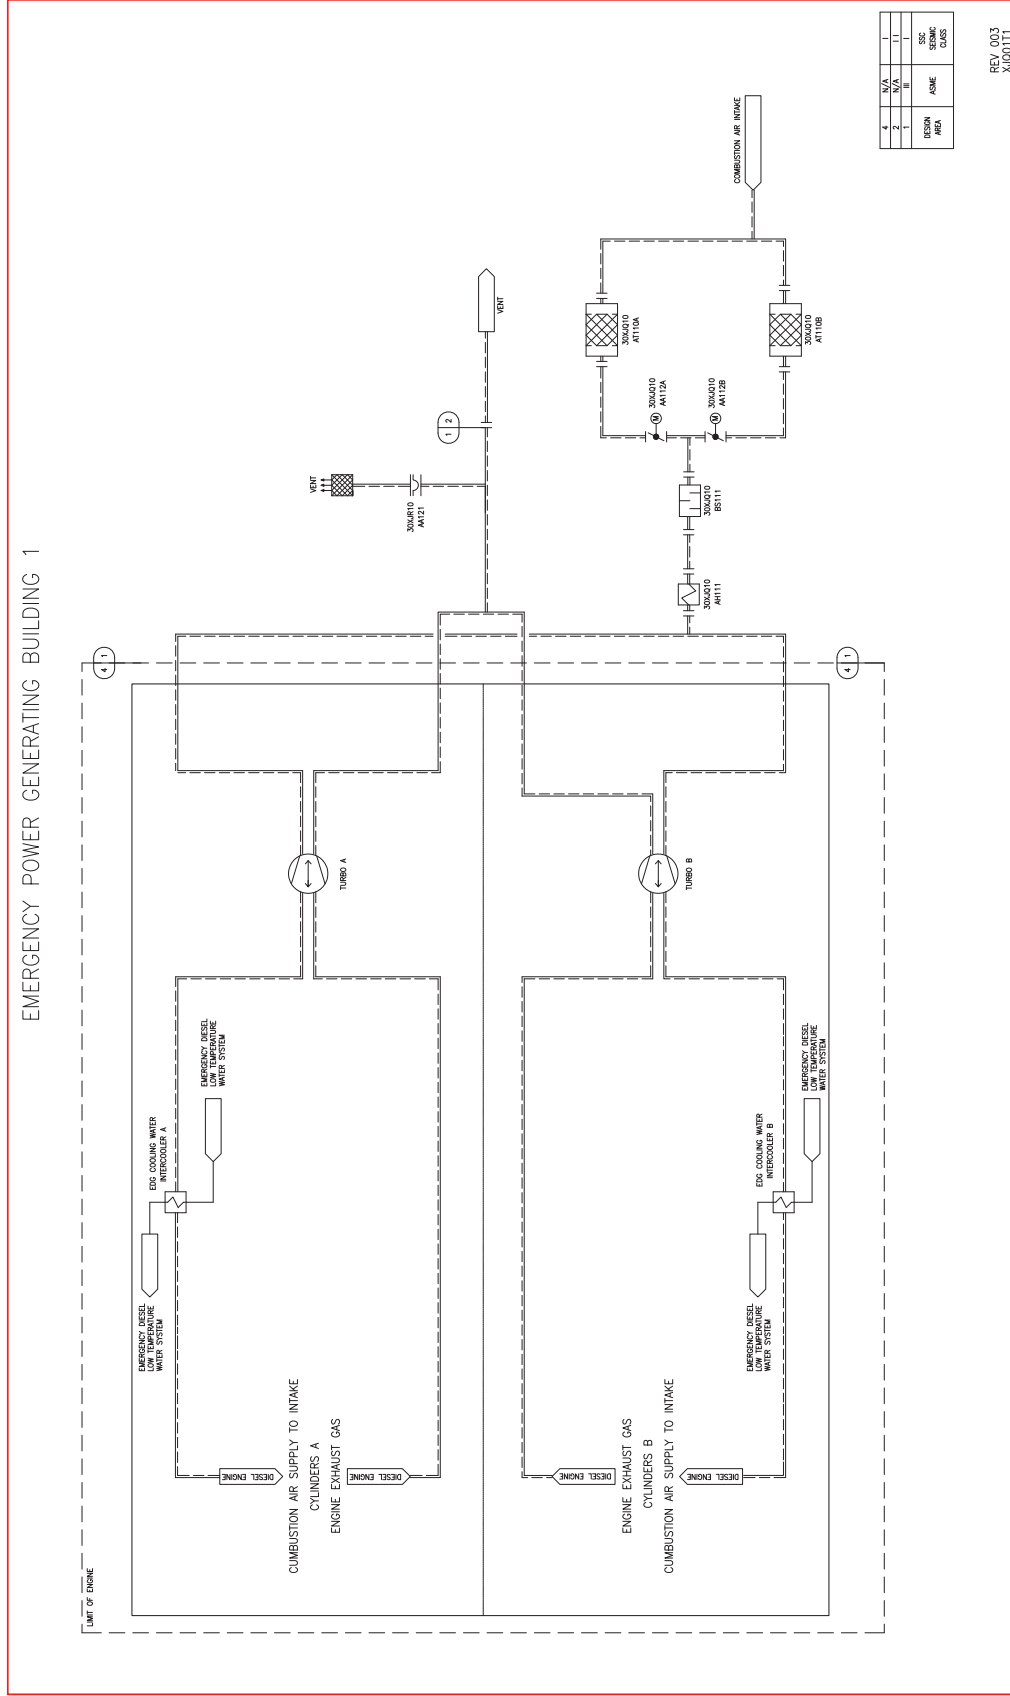 EMERGENCY POWER GENERATING BUILDING 1
LIMIT OF ENGINE
4 1
EMERGENCY DIESEL
LOW TEMPERATURE
WATER SYSTEM
EDG COOLING WATER
INTERCOOLER A
EMERGENCY DIESEL
LOW TEMPERATURE
WATER SYSTEM
DIESEL ENGINE
CUMBUSTION AIR SUPPLY TO INTAKE
CYLINDERS A
ENGINE EXHAUST GAS
DIESEL ENGINE
TURBO A
VENT
30XJR10
AA121
1 2
VENT
DIESEL ENGINE
ENGINE EXHAUST GAS
CYLINDERS B
CUMBUSTION AIR SUPPLY TO INTAKE
DIESEL ENGINE
TURBO B
EMERGENCY DIESEL
LOW TEMPERATURE
WATER SYSTEM
EDG COOLING WATER
INTERCOOLER B
EMERGENCY DIESEL
LOW TEMPERATURE
WATER SYSTEM
4 1
30XJQ10
AH111
30XJQ10
BS111
M
30XJQ10
AA112A
M
30XJQ10
AA112B
30XJQ10
AT110A
30XJQ10
AT110B
COMBUSTION AIR INTAKE
4 N/A I
2 N/A II
1 III I
DESIGN AREA ASME SSC SEISMIC CLASS
REV 003
XJQ01T1